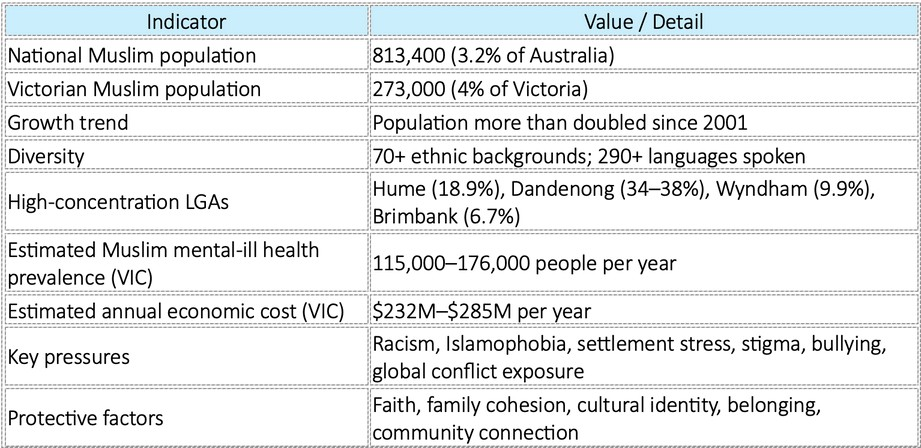 Indicator
Value / Detail
National Muslim population
813,400 (3.2% of Australia)
Victorian Muslim population
273,000 (4% of Victoria)
Growth trend
Population more than doubled since 2001
Diversity
70+ ethnic backgrounds; 290+ languages spoken
High-concentration LGAs
Hume (18.9%), Dandenong (34–38%), Wyndham (9.9%),
Brimbank (6.7%)
Estimated Muslim mental-ill health
prevalence (VIC)
115,000–176,000 people per year
Estimated annual economic cost (VIC)
$232M–$285M per year
Key pressures
Racism, Islamophobia, settlement stress, stigma, bullying,
global conflict exposure
Protective factors
Faith, family cohesion, cultural identity, belonging,
community connection